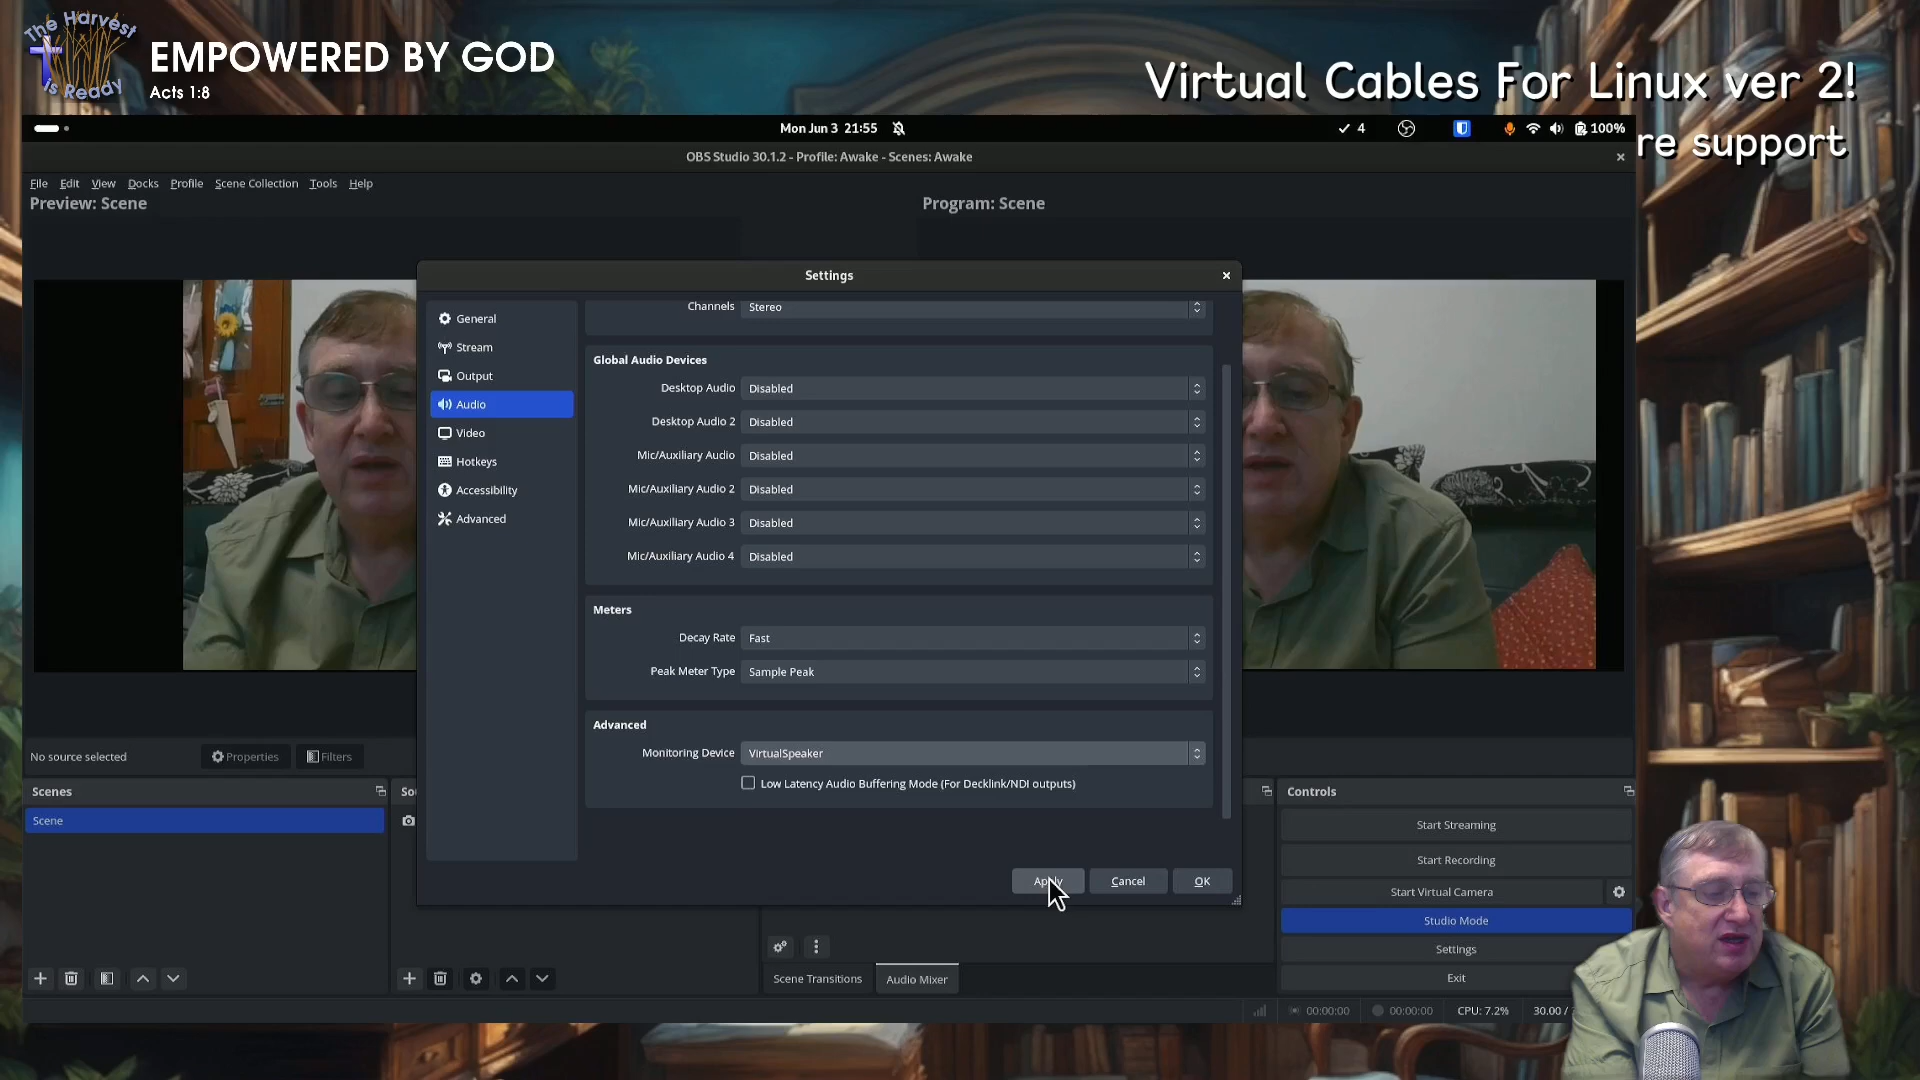 The Harvest
is Ready
EMPOWERED BY GOD
Acts 1:8
Virtual Cables For Linux ver 2!
re support
Mon Jun 3 21:55
4
100%
OBS Studio 30.1.2 - Profile: Awake - Scenes: Awake
File Edit View Docks Profile Scene Collection Tools Help
Preview: Scene
Program: Scene
Settings
General
Stream
Output
Audio
Video
Hotkeys
Accessibility
Advanced
Channels Stereo
Global Audio Devices
Desktop Audio Disabled
Desktop Audio 2 Disabled
Mic/Auxiliary Audio Disabled
Mic/Auxiliary Audio 2 Disabled
Mic/Auxiliary Audio 3 Disabled
Mic/Auxiliary Audio 4 Disabled
Meters
Decay Rate Fast
Peak Meter Type Sample Peak
Advanced
Monitoring Device VirtualSpeaker
Low Latency Audio Buffering Mode (For Decklink/NDI outputs)
Apply Cancel OK
No source selected Properties Filters
Scenes
Scene
So
Scene Transitions Audio Mixer
Controls
Start Streaming
Start Recording
Start Virtual Camera
Studio Mode
Settings
Exit
00:00:00 00:00:00 CPU: 7.2% 30.00 /